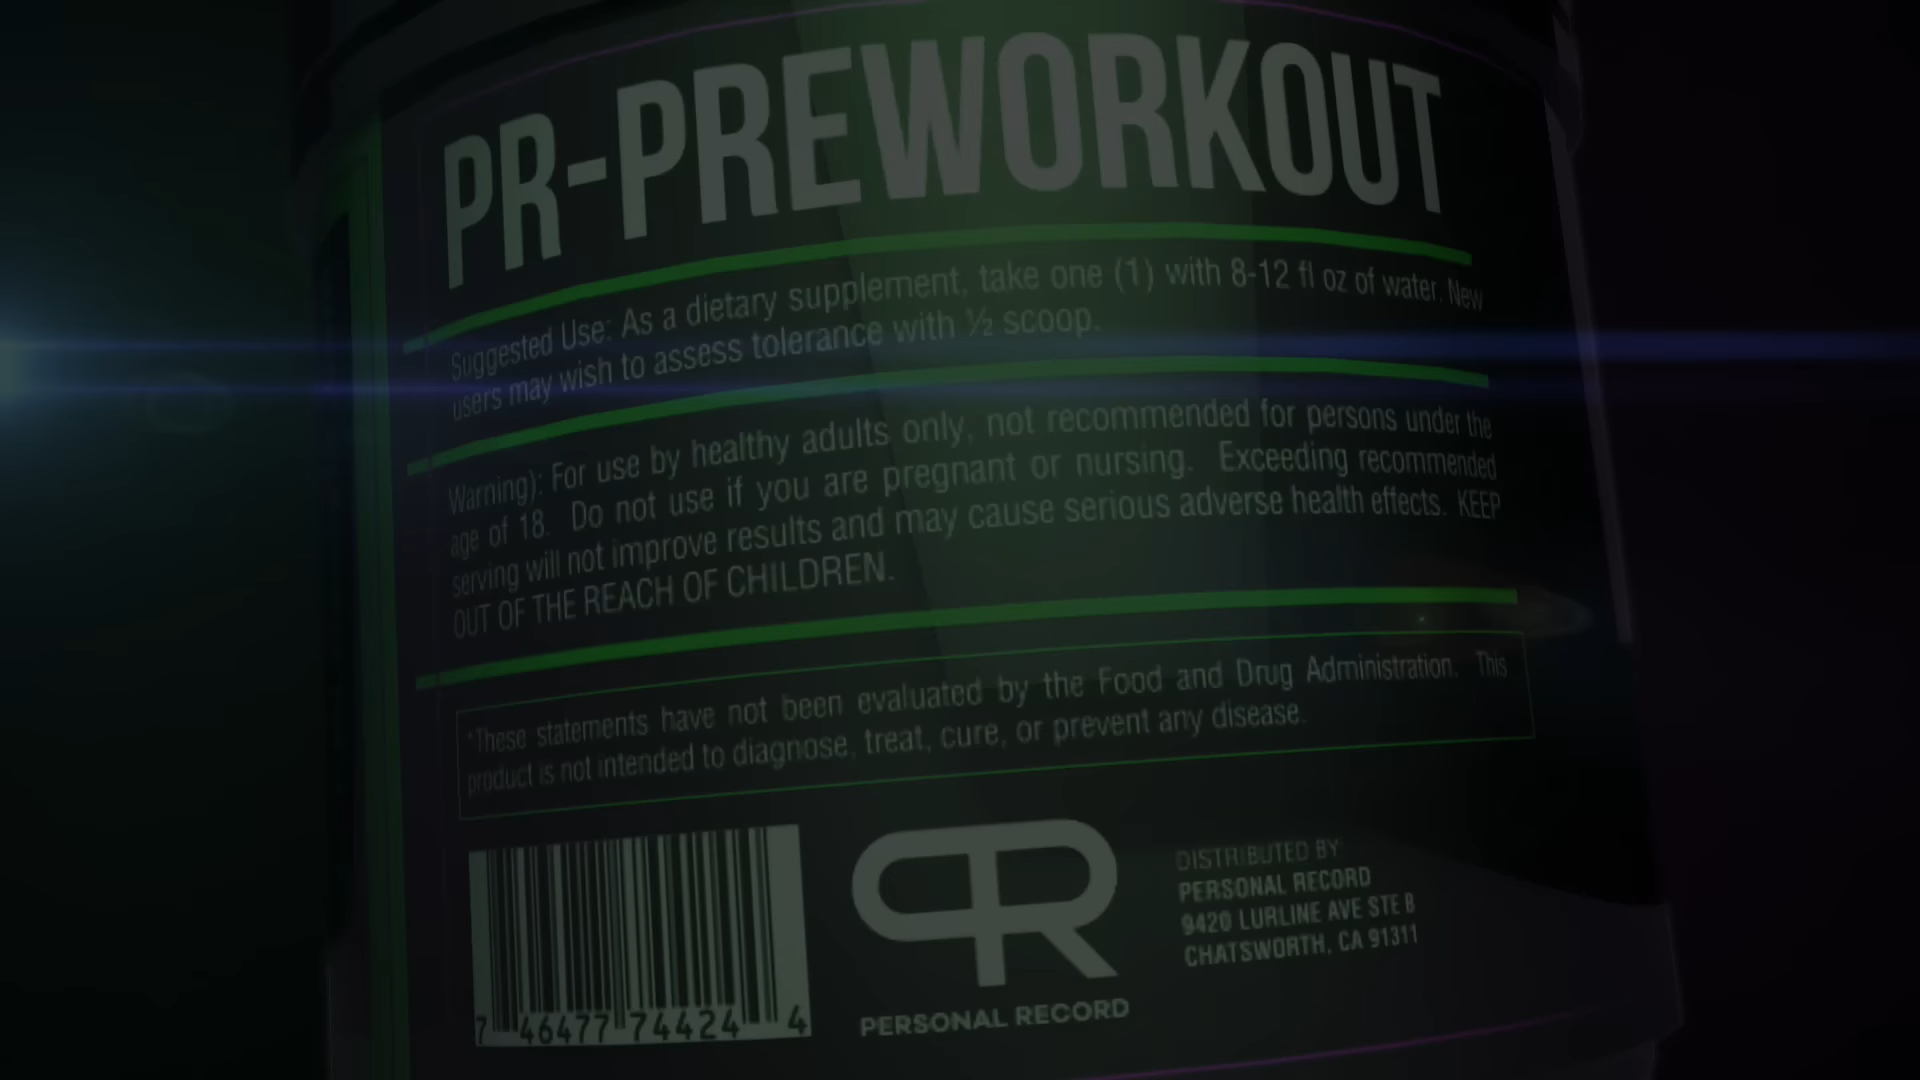 PR-PREWORKOUT
Suggested Use: As a dietary supplement, take one (1) with 8-12 fl oz of water. New
users may wish to assess tolerance with ½ scoop.
Warning): For use by healthy adults only, not recommended for persons under the
age of 18. Do not use if you are pregnant or nursing. Exceeding recommended
serving will not improve results and may cause serious adverse health effects. KEEP
OUT OF THE REACH OF CHILDREN.
*These statements have not been evaluated by the Food and Drug Administration. This
product is not intended to diagnose, treat, cure, or prevent any disease.
7 46477 74424 4
PR
PERSONAL RECORD
DISTRIBUTED BY
PERSONAL RECORD
9420 LURLINE AVE STE B
CHATSWORTH, CA 91311